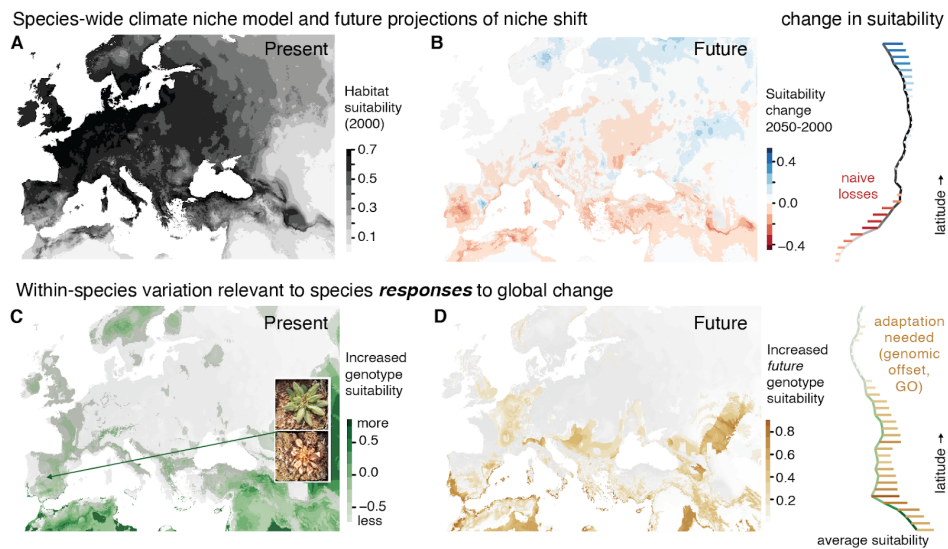 Species-wide climate niche model and future projections of niche shift
change in suitability
A
Present
Habitat
suitability
(2000)
0.7
0.5
0.3
0.1
B
Future
Suitability
change
2050-2000
0.4
0.0
−0.4
naive
losses
latitude →
Within-species variation relevant to species responses to global change
C
Present
Increased
genotype
suitability
more
0.5
0.0
−0.5
less
D
Future
Increased
future
genotype
suitability
0.8
0.6
0.4
0.2
adaptation
needed
(genomic
offset,
GO)
latitude →
average suitability